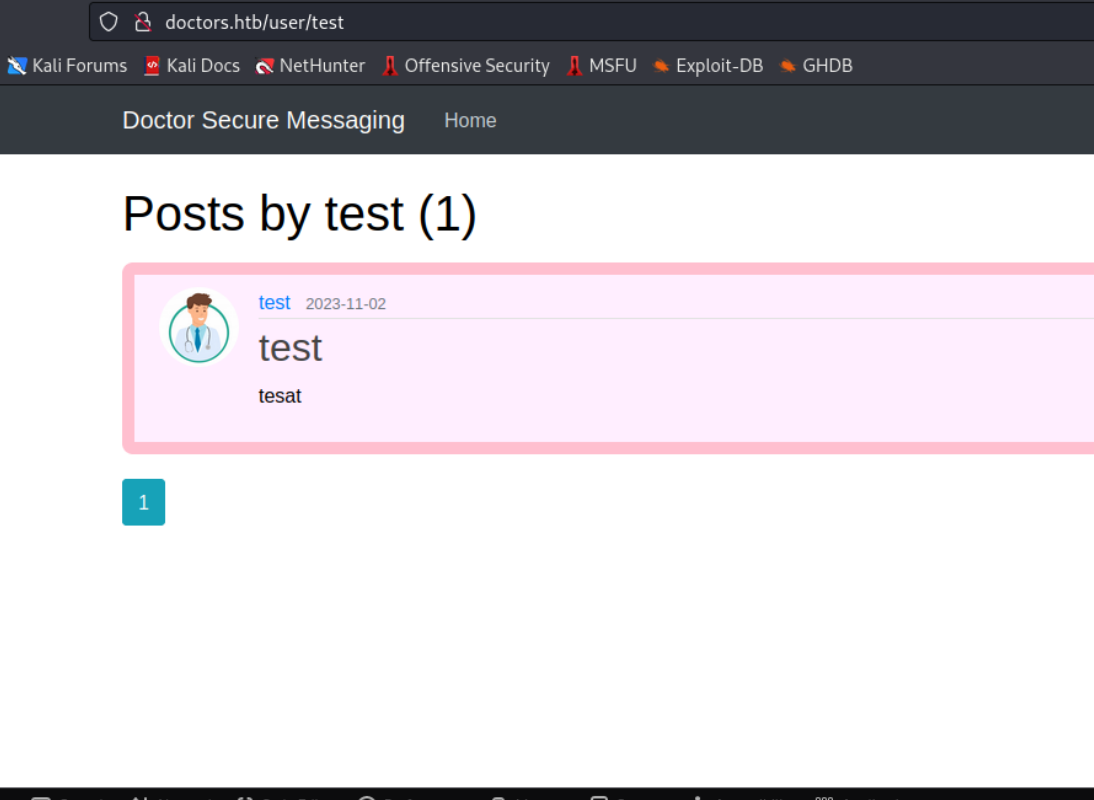 doctors.htb/user/test
Kali Forums Kali Docs NetHunter Offensive Security MSFU Exploit-DB GHDB
Doctor Secure Messaging Home
Posts by test (1)
test 2023-11-02
test
tesat
1